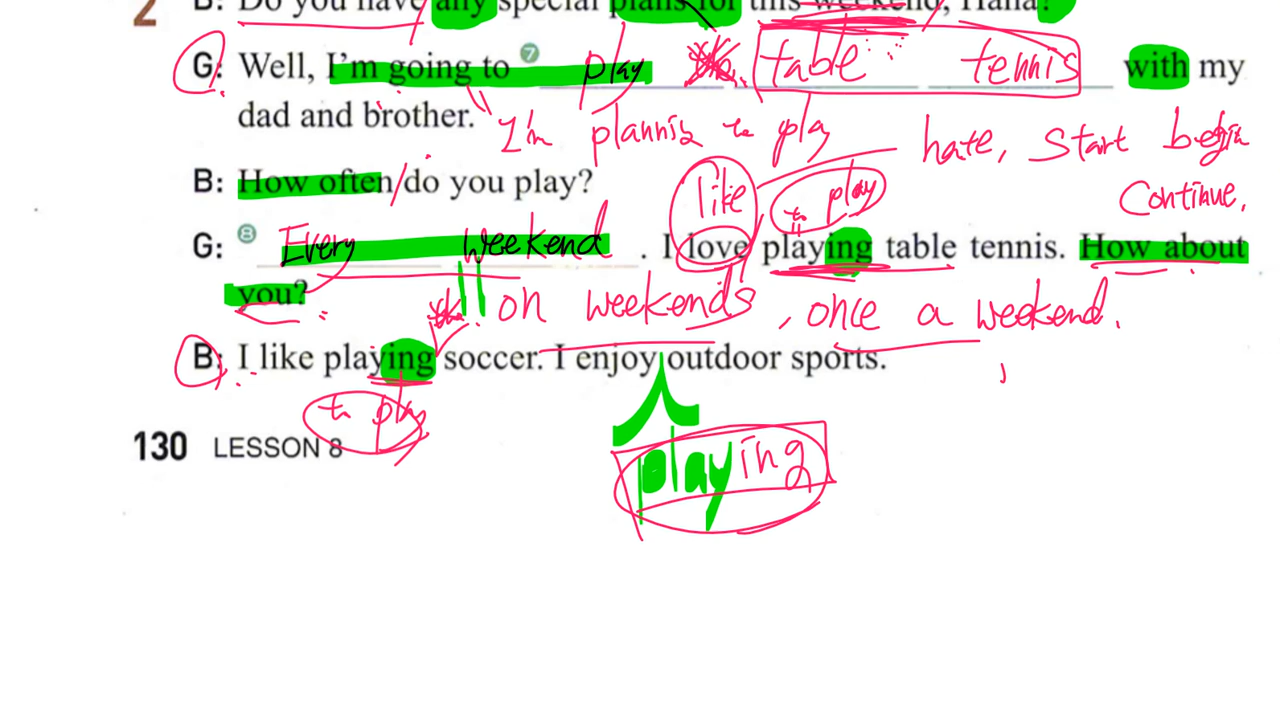 2 B: Do you have any special plans for this weekend, Hana?
G: Well, I'm going to ⑦ play table tennis with my
dad and brother. I'm planning to play hate, start begin
continue,
like to play
B: How often/do you play?
G: ⑧ Every weekend. I love playing table tennis. How about
you? on weekends, once a weekend.
B: I like playing soccer. I enjoy outdoor sports.
to play
playing
130 LESSON 8